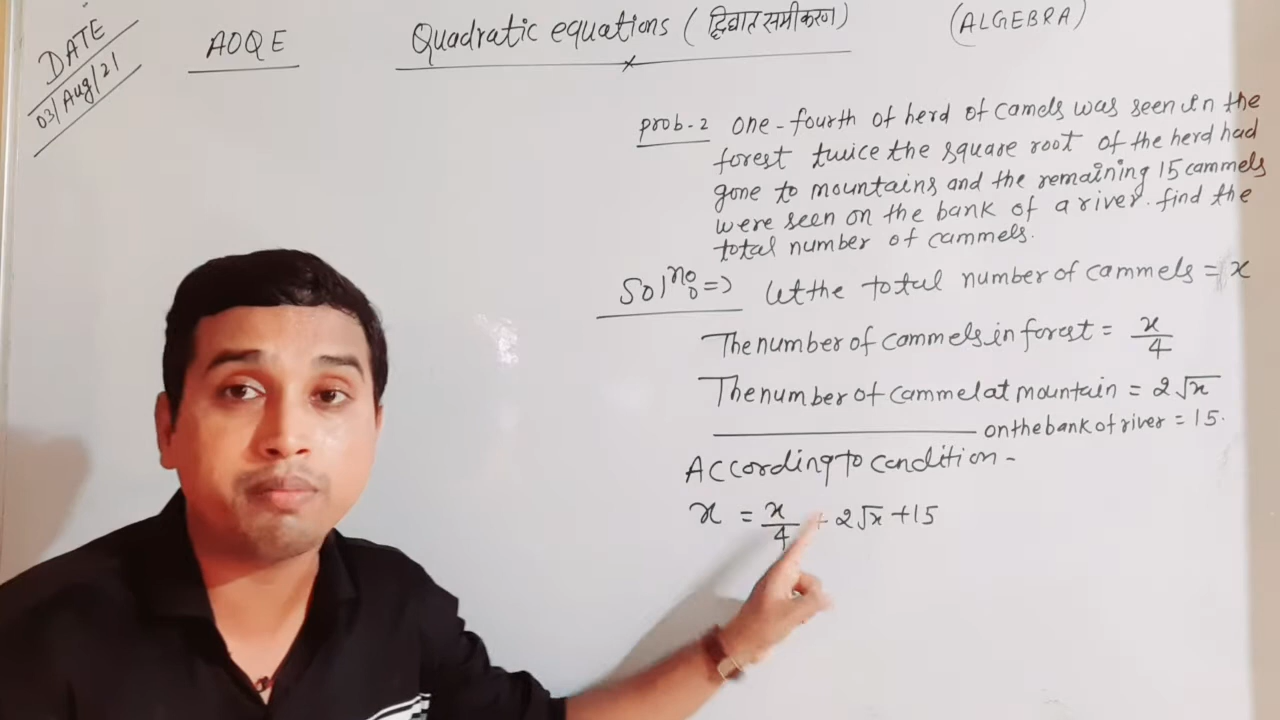 DATE
03/Aug/21
AOQE
Quadratic equations (द्विघात समीकरण)
(ALGEBRA)
prob-2 one-fourth of herd of camels was seen in the
forest twice the square root of the herd had
gone to mountains and the remaining 15 cammels
were seen on the bank of a river. find the
total number of cammels.
Solno => let the total number of cammels = x
The number of cammels in forest = x/4
The number of cammel at mountain = 2√x
on the bank of river = 15.
According to condition -
x = x/4 + 2√x + 15